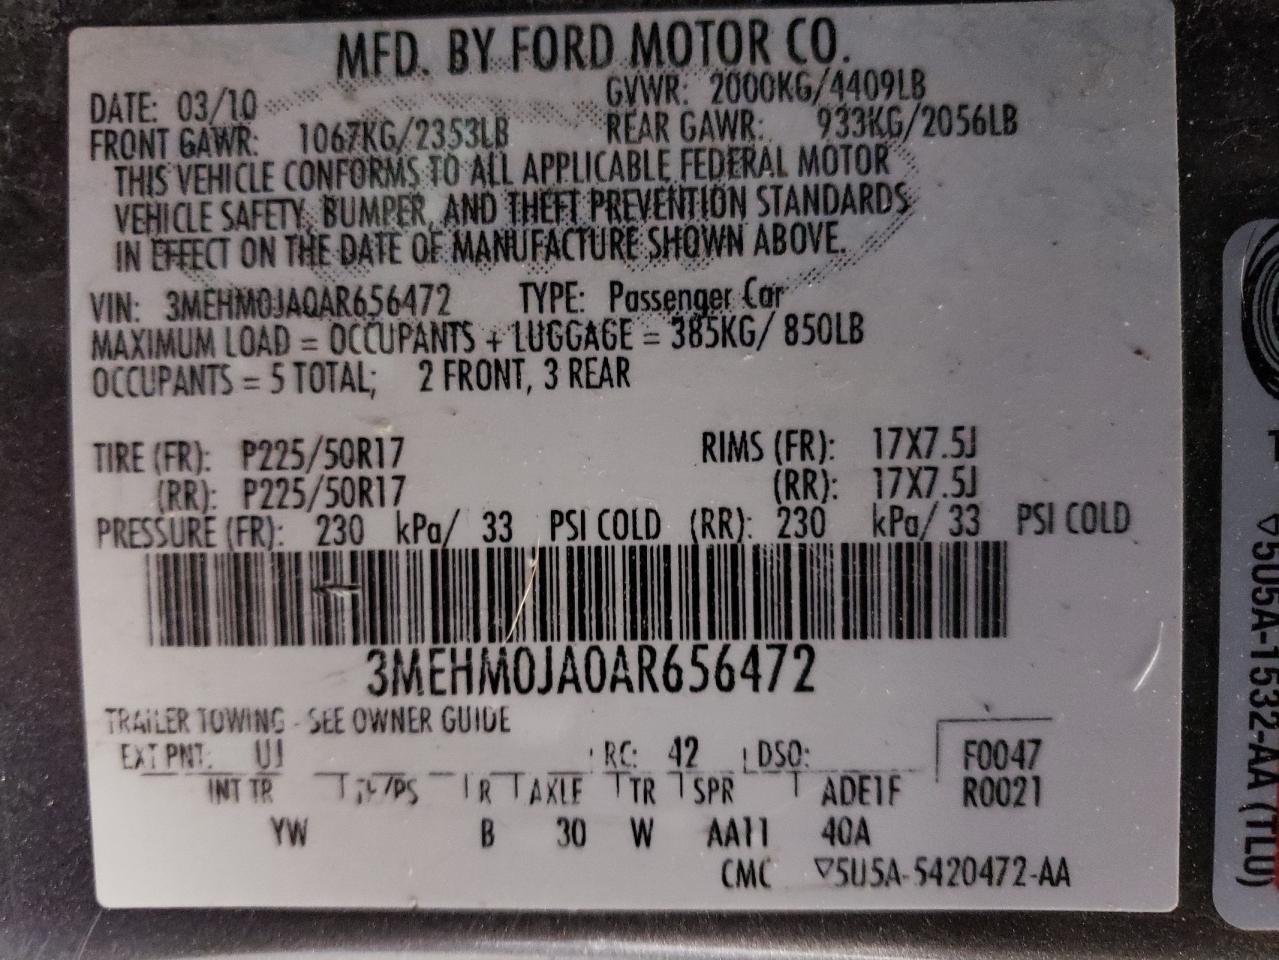 MFD. BY FORD MOTOR CO.
DATE: 03/10 GVWR: 2000KG/4409LB
FRONT GAWR: 1067KG/2353LB REAR GAWR: 933KG/2056LB
THIS VEHICLE CONFORMS TO ALL APPLICABLE FEDERAL MOTOR
VEHICLE SAFETY, BUMPER, AND THEFT PREVENTION STANDARDS
IN EFFECT ON THE DATE OF MANUFACTURE SHOWN ABOVE.
VIN: 3MEHM0JA0AR656472 TYPE: Passenger Car
MAXIMUM LOAD = OCCUPANTS + LUGGAGE = 385KG/ 850LB
OCCUPANTS = 5 TOTAL; 2 FRONT, 3 REAR
TIRE (FR): P225/50R17 RIMS (FR): 17X7.5J
(RR): P225/50R17 (RR): 17X7.5J
PRESSURE (FR): 230 kPa/ 33 PSI COLD (RR): 230 kPa/ 33 PSI COLD
3MEHM0JA0AR656472
TRAILER TOWING - SEE OWNER GUIDE
EXT PNT: UJ RC: 42 DSO: F0047
INT TR TP/PS R AXLE TR SPR ADE1F R0021
YW B 30 W AA11 40A
CMC ▽5U5A-5420472-AA
▽5U5A-1532-AA (TLU)